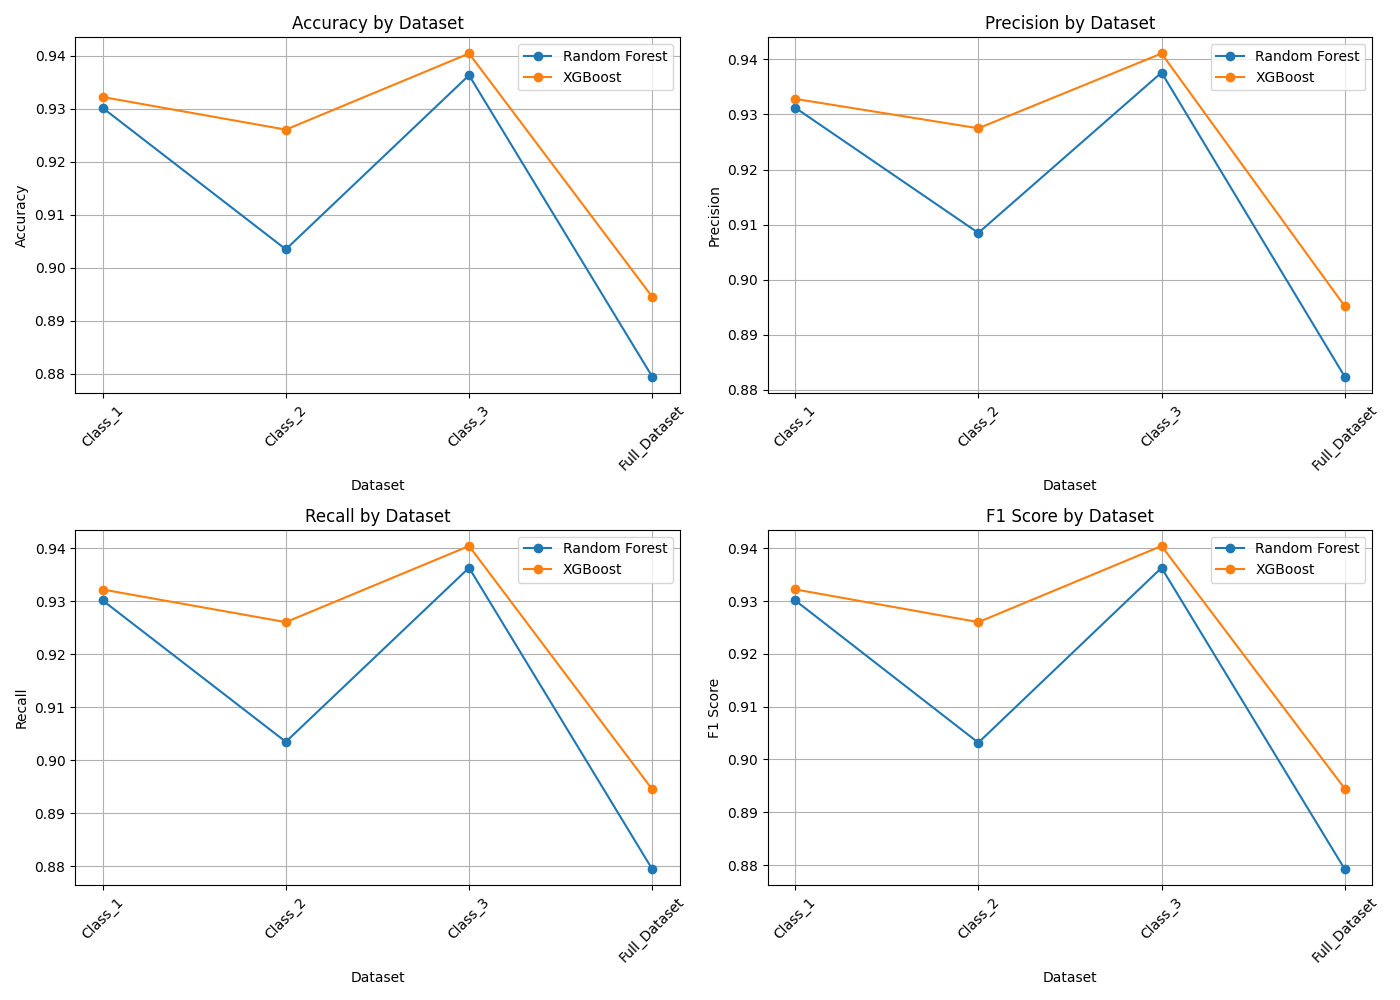 Accuracy by Dataset
Random Forest
XGBoost
0.94
0.93
0.92
0.91
0.90
0.89
0.88
Accuracy
Class_1
Class_2
Class_3
Full_Dataset
Dataset
Precision by Dataset
Random Forest
XGBoost
0.94
0.93
0.92
0.91
0.90
0.89
0.88
Precision
Class_1
Class_2
Class_3
Full_Dataset
Dataset
Recall by Dataset
Random Forest
XGBoost
0.94
0.93
0.92
0.91
0.90
0.89
0.88
Recall
Class_1
Class_2
Class_3
Full_Dataset
Dataset
F1 Score by Dataset
Random Forest
XGBoost
0.94
0.93
0.92
0.91
0.90
0.89
0.88
F1 Score
Class_1
Class_2
Class_3
Full_Dataset
Dataset